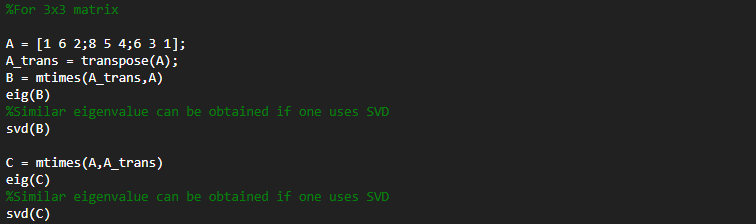 %For 3x3 matrix
A = [1 6 2;8 5 4;6 3 1];
A_trans = transpose(A);
B = mtimes(A_trans,A)
eig(B)
%Similar eigenvalue can be obtained if one uses SVD
svd(B)
C = mtimes(A,A_trans)
eig(C)
%Similar eigenvalue can be obtained if one uses SVD
svd(C)